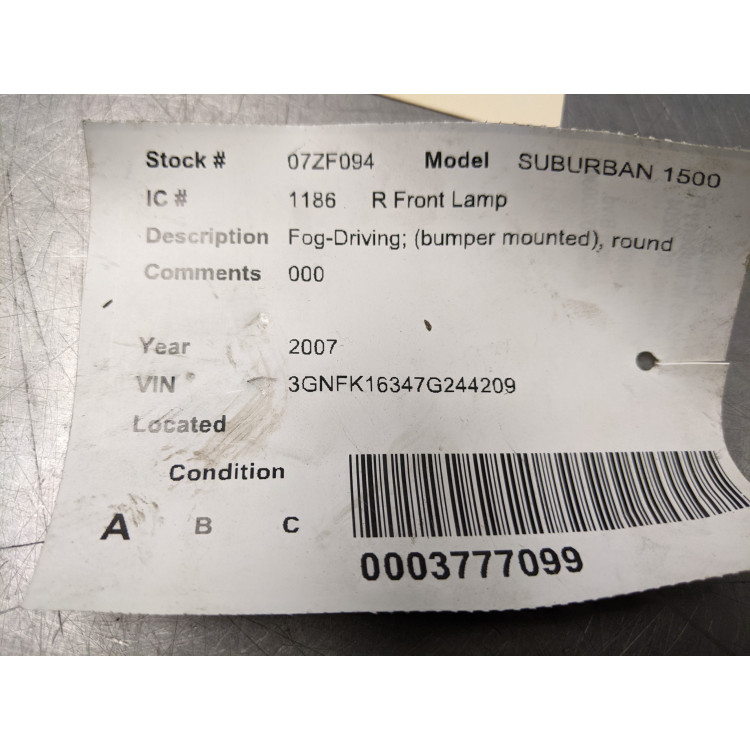 Stock # 07ZF094 Model SUBURBAN 1500
IC # 1186 R Front Lamp
Description Fog-Driving; (bumper mounted), round
Comments 000
Year 2007
VIN 3GNFK16347G244209
Located
Condition
A B C
0003777099